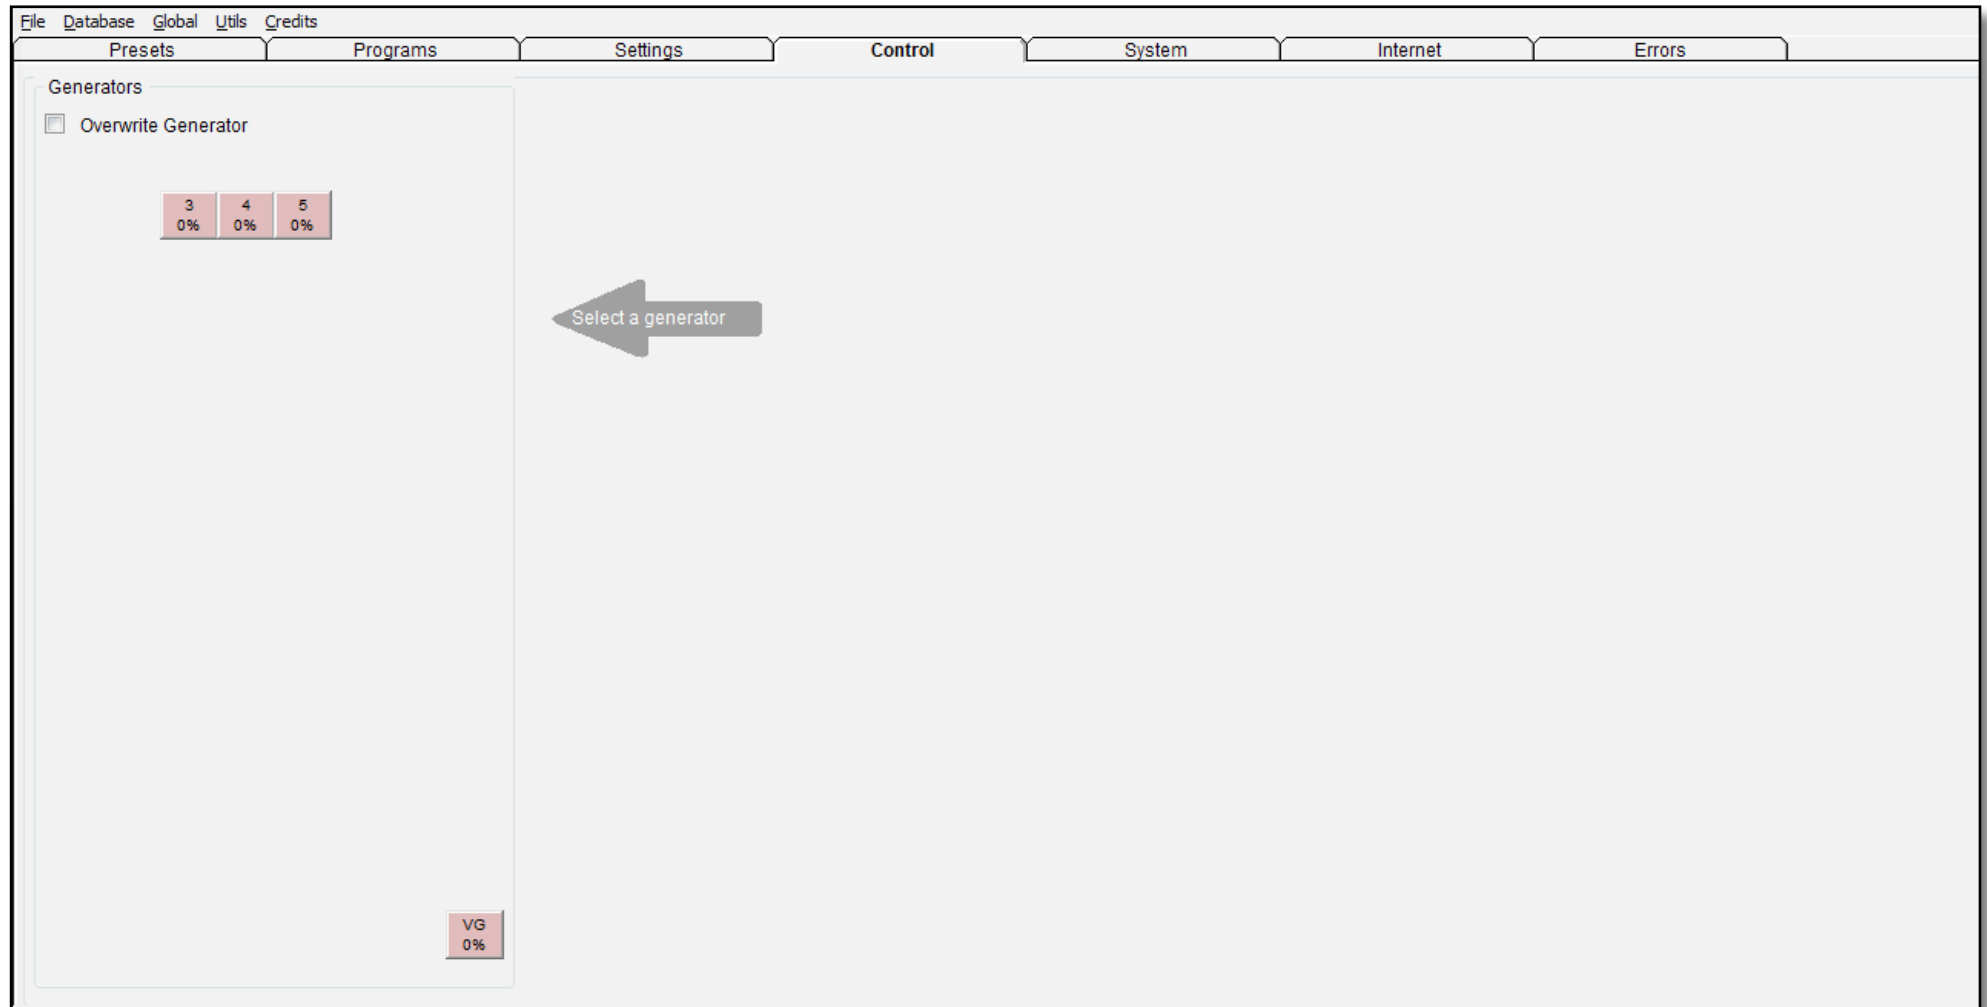 File Database Global Utils Credits
Presets Programs Settings Control System Internet Errors
Generators
Overwrite Generator
3 4 5
0% 0% 0%
Select a generator
VG
0%